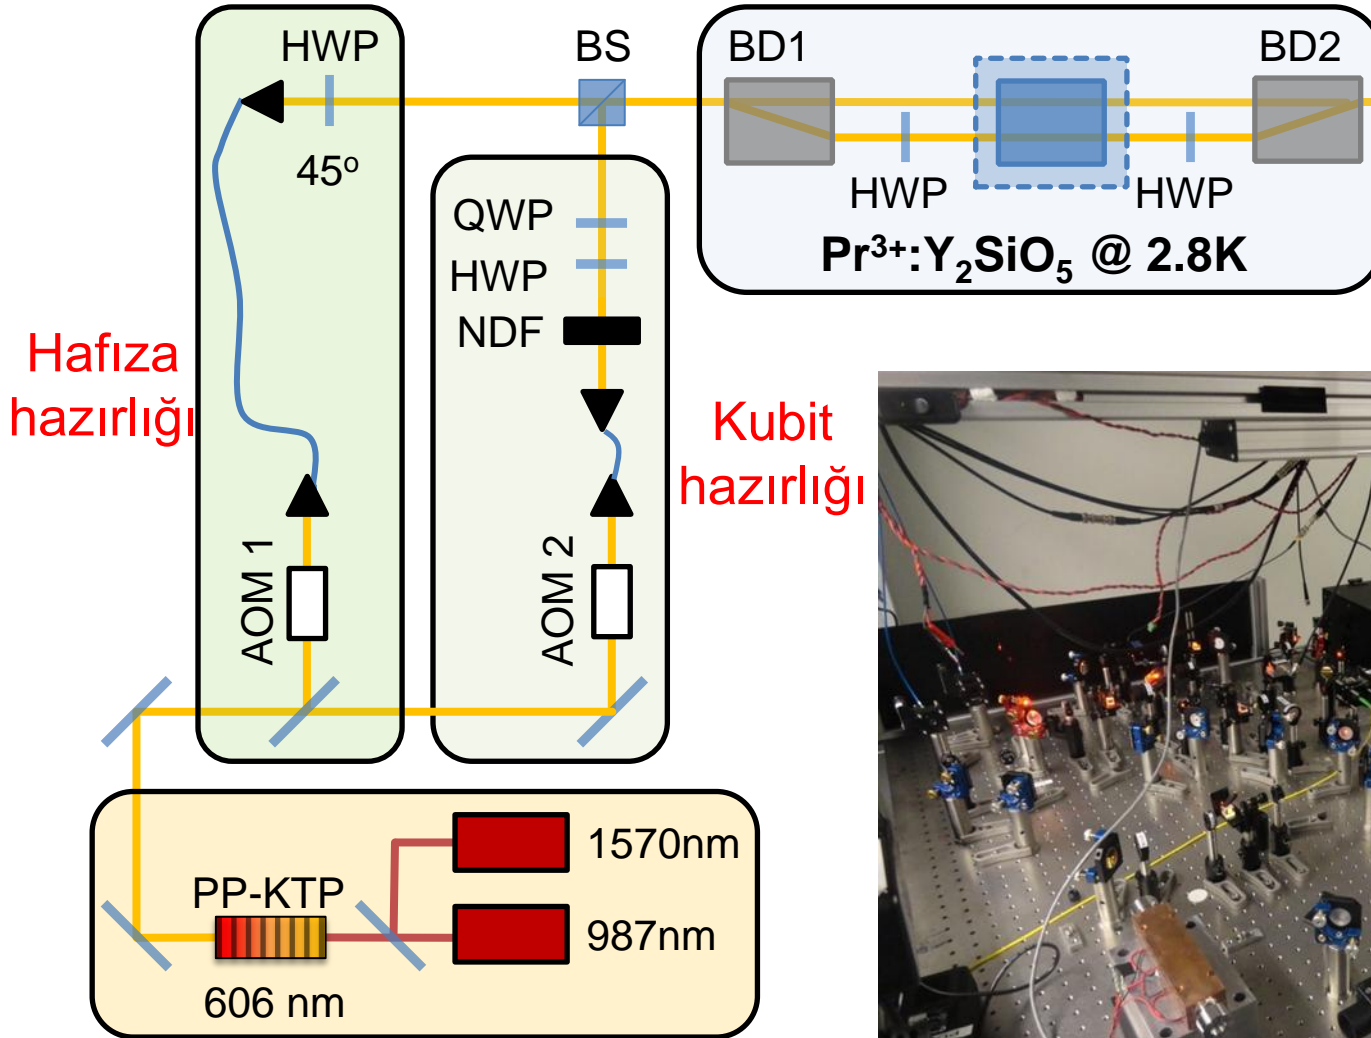 HWP
BS
BD1
BD2
45º
HWP
HWP
Pr³⁺:Y₂SiO₅ @ 2.8K
QWP
HWP
NDF
Hafıza
hazırlığı
Kubit
hazırlığı
AOM 1
AOM 2
1570nm
PP-KTP
987nm
606 nm